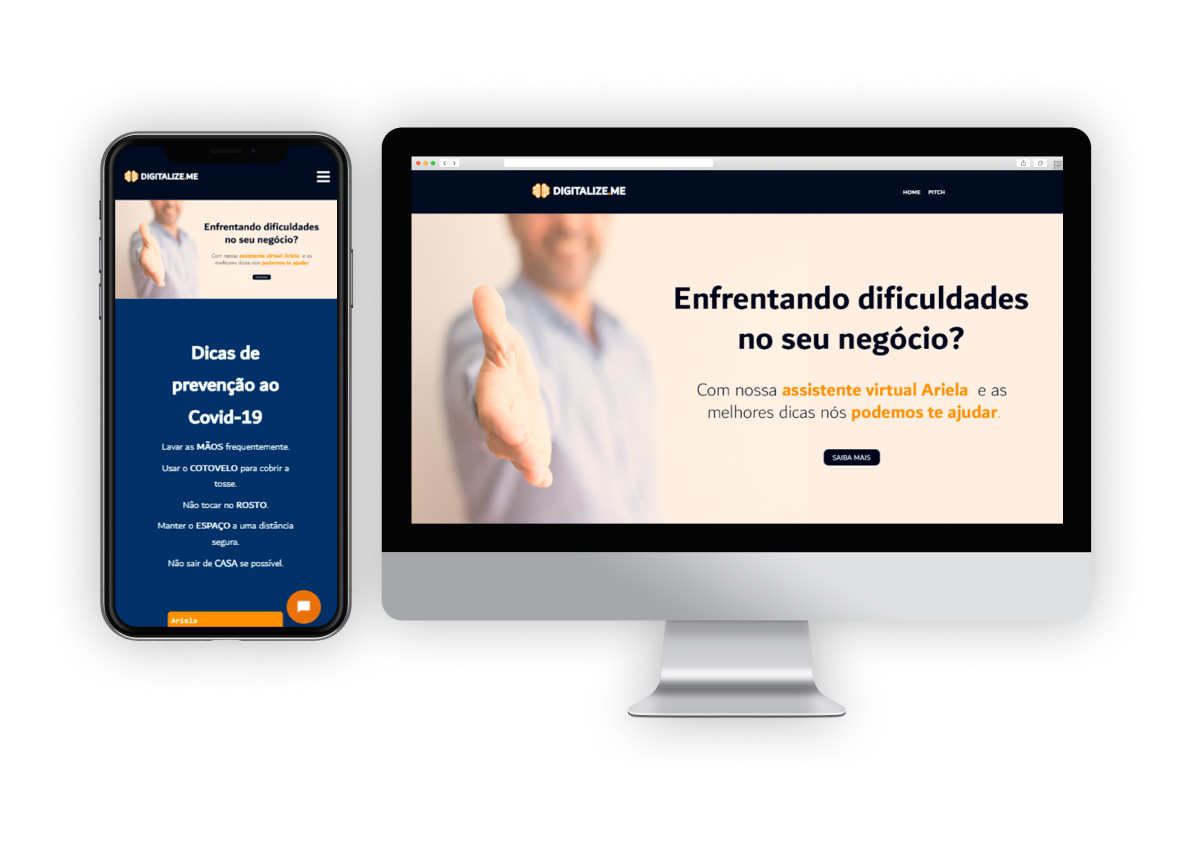 DIGITALIZE.ME
Enfrentando dificuldades
no seu negócio?
Com nossa assistente virtual Ariela e as
melhores dicas nós podemos te ajudar.
Dicas de
prevenção ao
Covid-19
Lavar as MÃOS frequentemente.
Usar o COTOVELO para cobrir a
tosse.
Não tocar no ROSTO.
Manter o ESPAÇO a uma distância
segura.
Não sair de CASA se possível.
Ariela
DIGITALIZE.ME
HOME PITCH
Enfrentando dificuldades
no seu negócio?
Com nossa assistente virtual Ariela e as
melhores dicas nós podemos te ajudar.
SAIBA MAIS